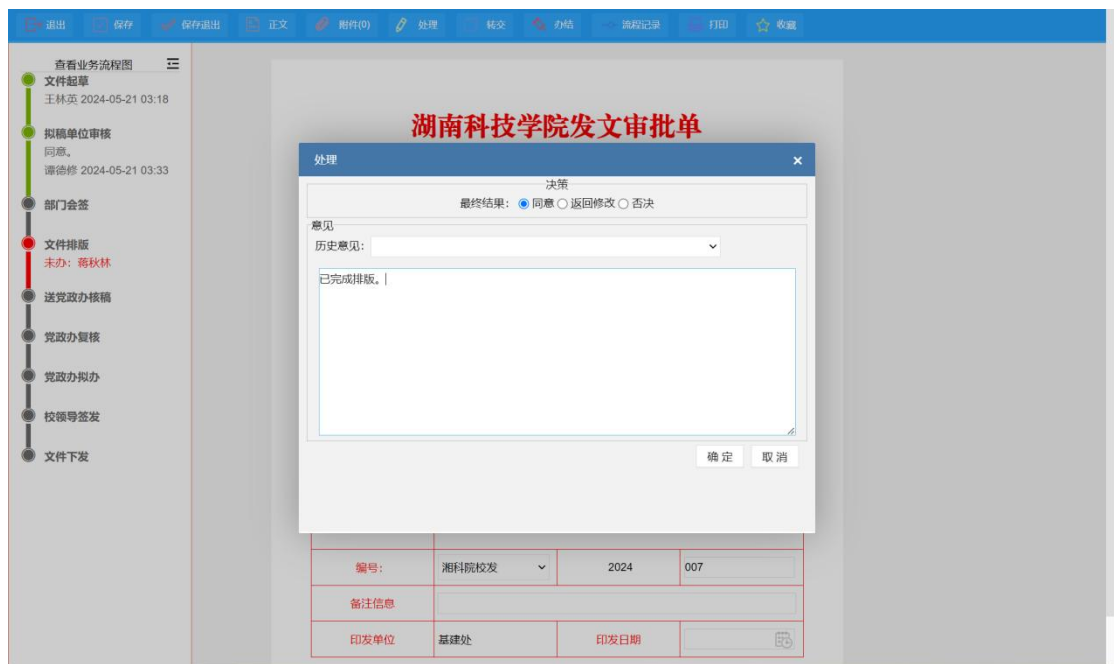 退出 保存 保存退出 正文 附件(0) 处理 转交 办结 流程记录 打印 收藏
查看业务流程图
文件起草
王林英 2024-05-21 03:18
拟稿单位审核
同意。
谭德修 2024-05-21 03:33
部门会签
文件排版
未办：蒋秋林
送党政办核稿
党政办复核
党政办拟办
校领导签发
文件下发
湖南科技学院发文审批单
处理 ×
决策
最终结果： 同意 返回修改 否决
意见
历史意见：
已完成排版。
确 定 取 消
编号： 湘科院校发 2024 007
备注信息
印发单位 基建处 印发日期